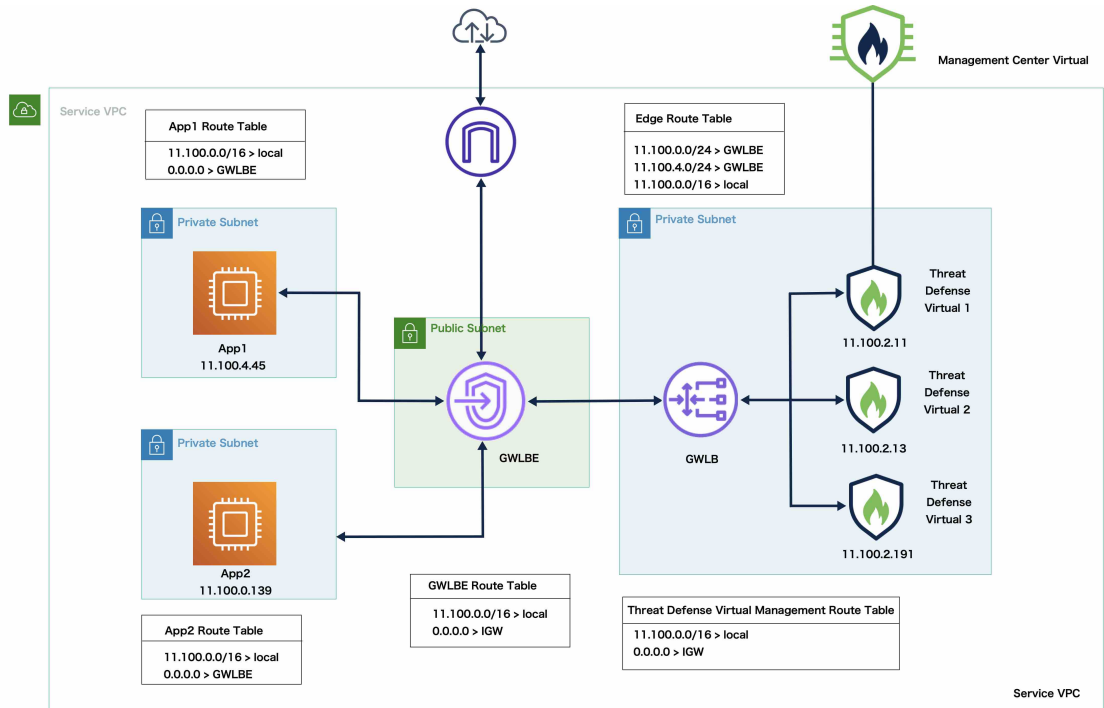 Management Center Virtual
Service VPC
App1 Route Table
11.100.0.0/16 > local
0.0.0.0 > GWLBE
Edge Route Table
11.100.0.0/24 > GWLBE
11.100.4.0/24 > GWLBE
11.100.0.0/16 > local
Private Subnet
App1
11.100.4.45
Private Subnet
Threat
Defense
Virtual 1
11.100.2.11
Public Subnet
GWLBE
GWLB
Threat
Defense
Virtual 2
11.100.2.13
Private Subnet
App2
11.100.0.139
Threat
Defense
Virtual 3
11.100.2.191
GWLBE Route Table
11.100.0.0/16 > local
0.0.0.0 > IGW
Threat Defense Virtual Management Route Table
11.100.0.0/16 > local
0.0.0.0 > IGW
App2 Route Table
11.100.0.0/16 > local
0.0.0.0 > GWLBE
Service VPC